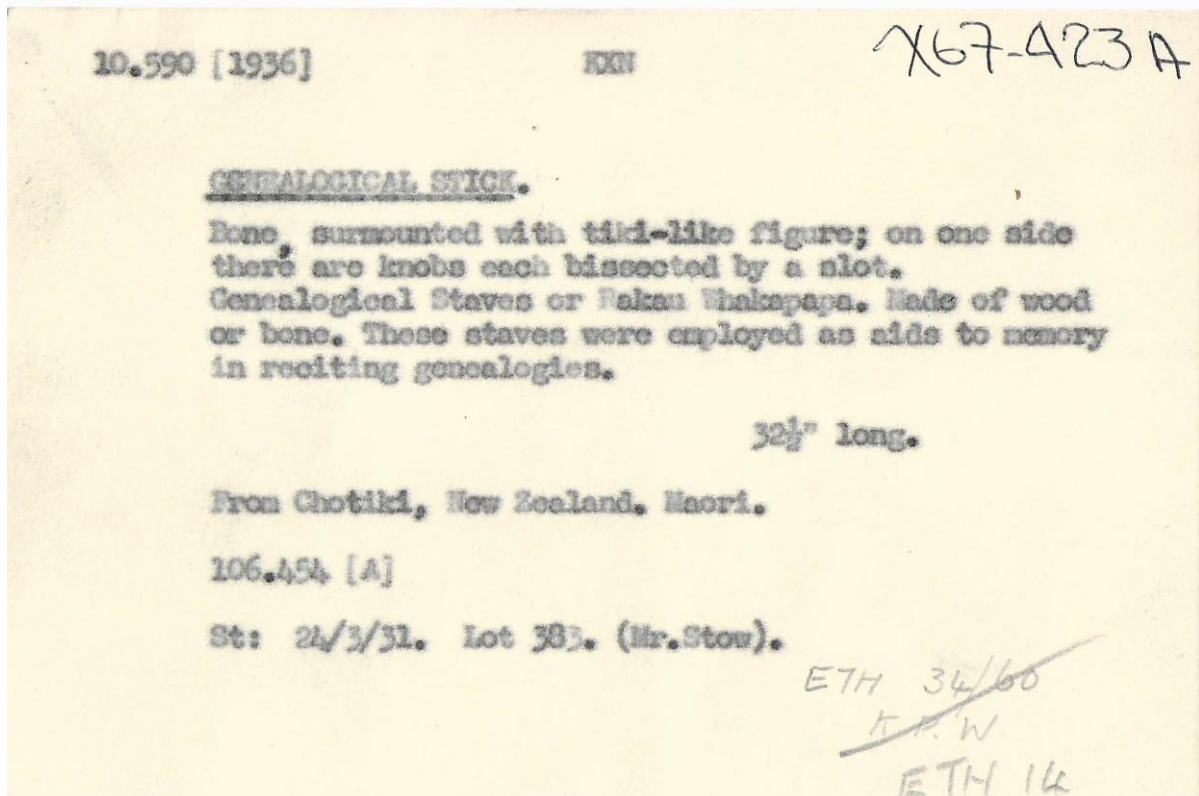 10.590 [1936] KXN X67-423 A
GENEALOGICAL STICK.
Bone, surmounted with tiki-like figure; on one side
there are knobs each bissected by a slot.
Genealogical Staves or Rakau Whakapapa. Made of wood
or bone. These staves were employed as aids to memory
in reciting genealogies.
32½" long.
From Ohotiki, New Zealand. Maori.
106.454 [A]
St: 24/3/31. Lot 383. (Mr.Stow).
ETH 34/60
K P. W
ETH 14